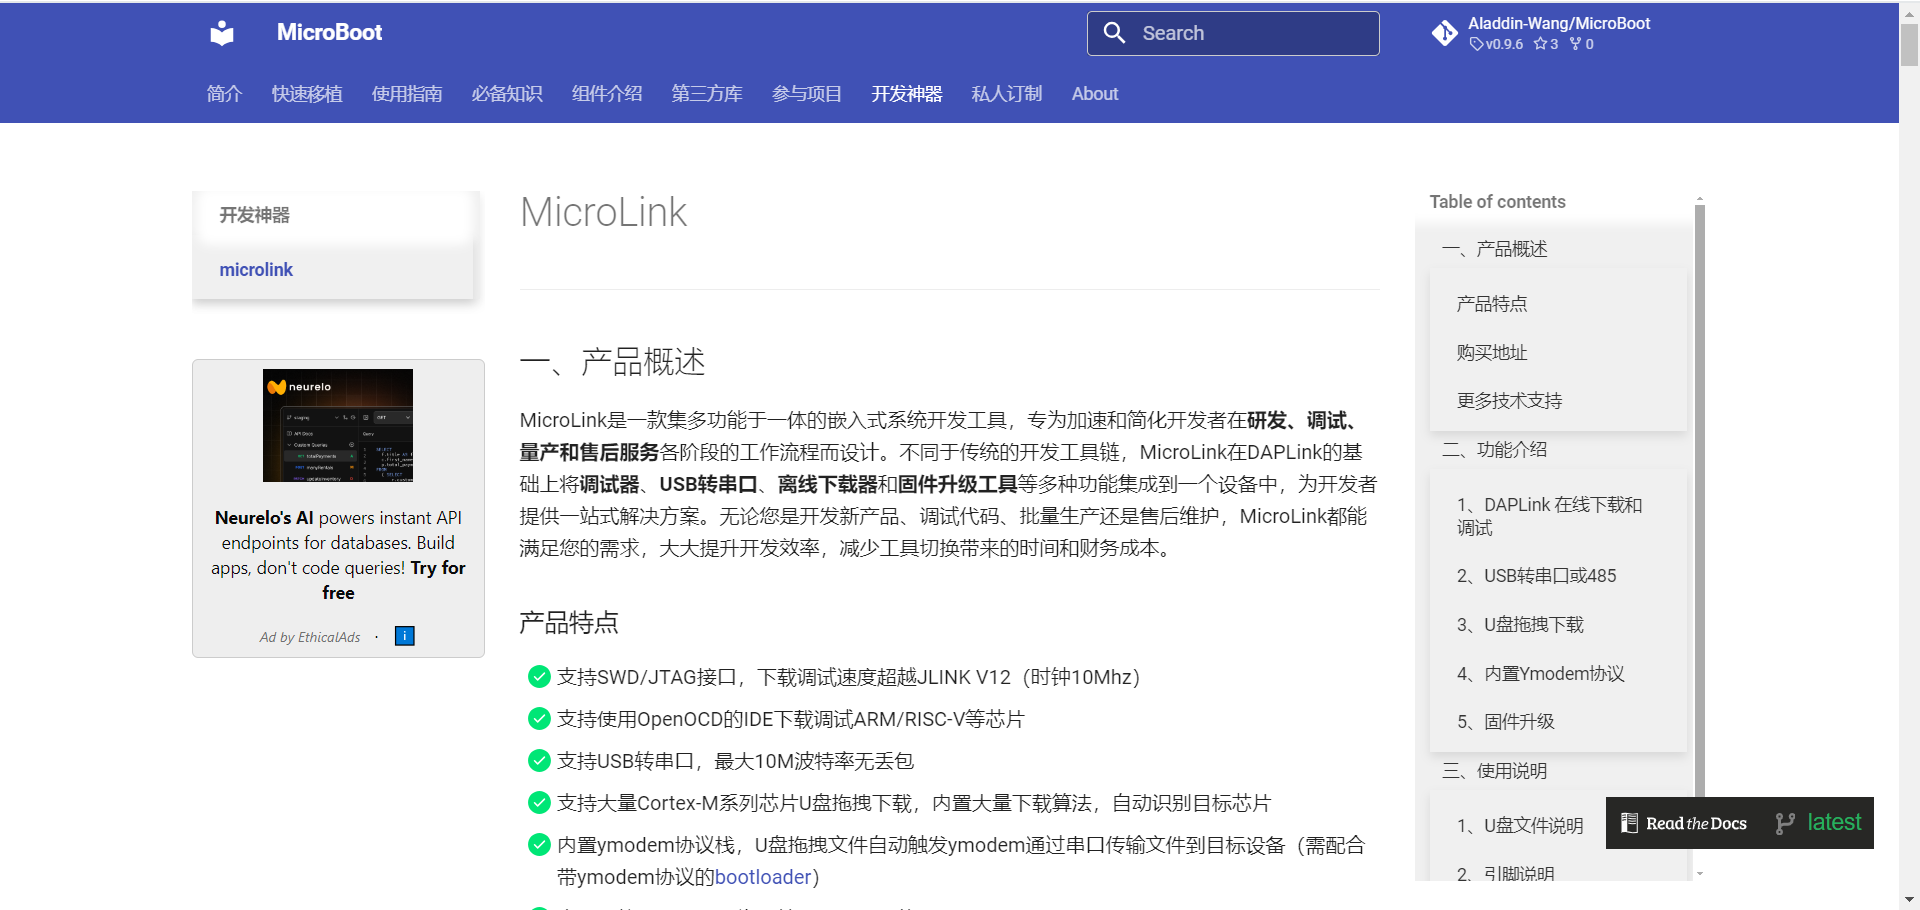 MicroBoot
Search
Aladdin-Wang/MicroBoot
v0.9.6 3 0
简介 快速移植 使用指南 必备知识 组件介绍 第三方库 参与项目 开发神器 私人订制 About
开发神器
microlink
neurelo
Neurelo's AI powers instant API
endpoints for databases. Build
apps, don't code queries! Try for
free
Ad by EthicalAds · i
MicroLink
一、产品概述
MicroLink是一款集多功能于一体的嵌入式系统开发工具，专为加速和简化开发者在研发、调试、
量产和售后服务各阶段的工作流程而设计。不同于传统的开发工具链，MicroLink在DAPLink的基
础上将调试器、USB转串口、离线下载器和固件升级工具等多种功能集成到一个设备中，为开发者
提供一站式解决方案。无论您是开发新产品、调试代码、批量生产还是售后维护，MicroLink都能
满足您的需求，大大提升开发效率，减少工具切换带来的时间和财务成本。
产品特点
支持SWD/JTAG接口，下载调试速度超越JLINK V12（时钟10Mhz）
支持使用OpenOCD的IDE下载调试ARM/RISC-V等芯片
支持USB转串口，最大10M波特率无丢包
支持大量Cortex-M系列芯片U盘拖拽下载，内置大量下载算法，自动识别目标芯片
内置ymodem协议栈，U盘拖拽文件自动触发ymodem通过串口传输文件到目标设备（需配合
带ymodem协议的bootloader）
Table of contents
一、产品概述
产品特点
购买地址
更多技术支持
二、功能介绍
1、DAPLink 在线下载和
调试
2、USB转串口或485
3、U盘拖拽下载
4、内置Ymodem协议
5、固件升级
三、使用说明
1、U盘文件说明
2、引脚说明
Read the Docs latest